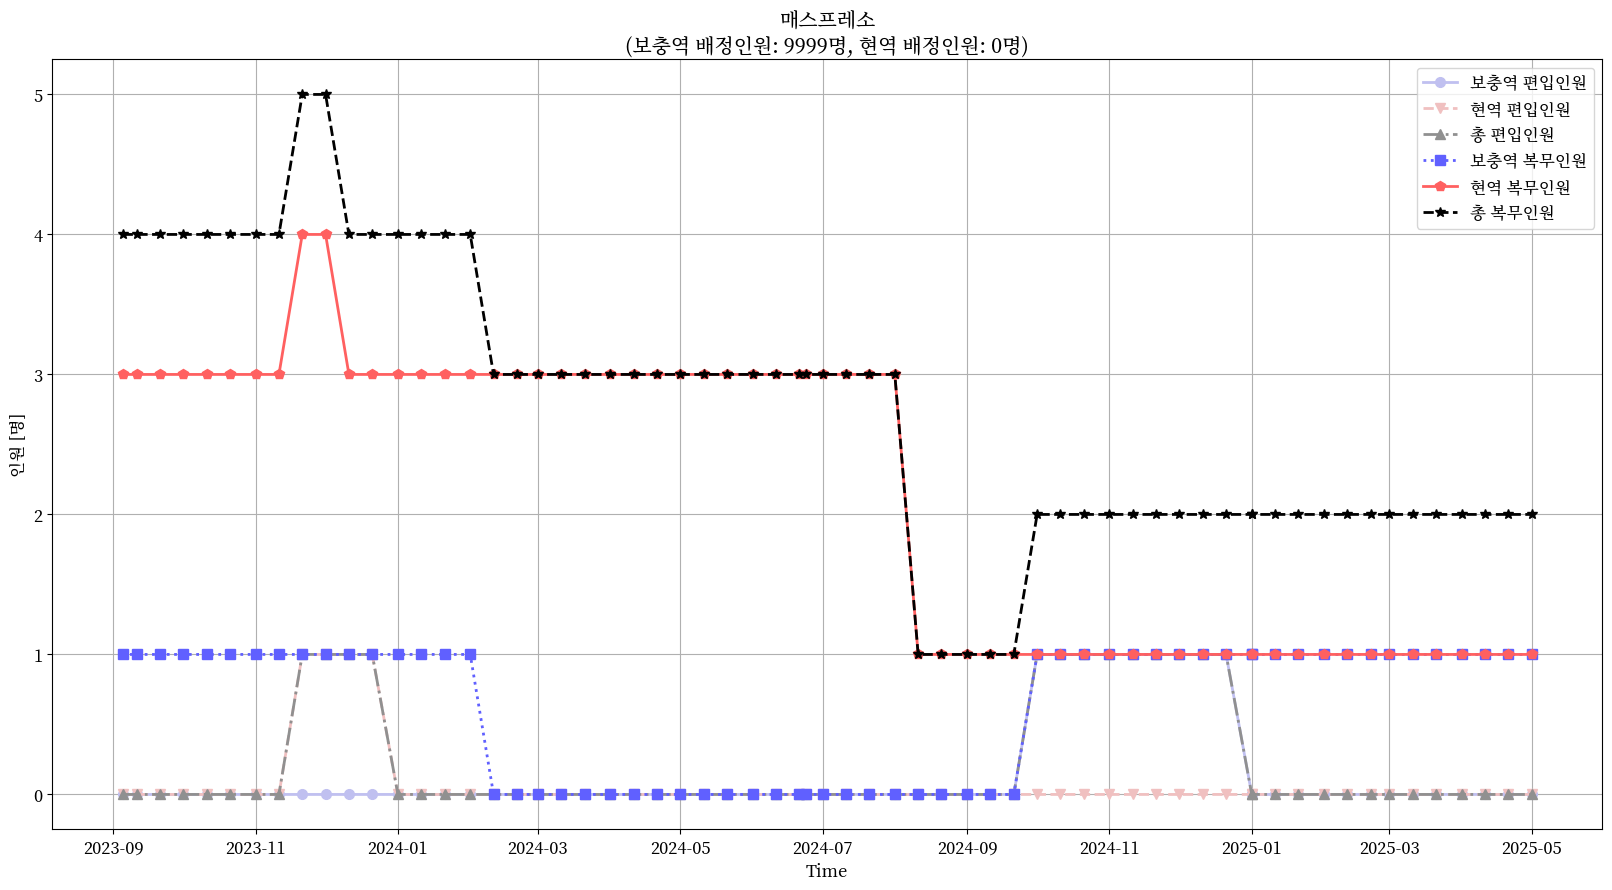 매스프레소
(보충역 배정인원: 9999명, 현역 배정인원: 0명)
보충역 편입인원
현역 편입인원
총 편입인원
보충역 복무인원
현역 복무인원
총 복무인원
인원 [명]
5
4
3
2
1
0
2023-09
2023-11
2024-01
2024-03
2024-05
2024-07
2024-09
2024-11
2025-01
2025-03
2025-05
Time